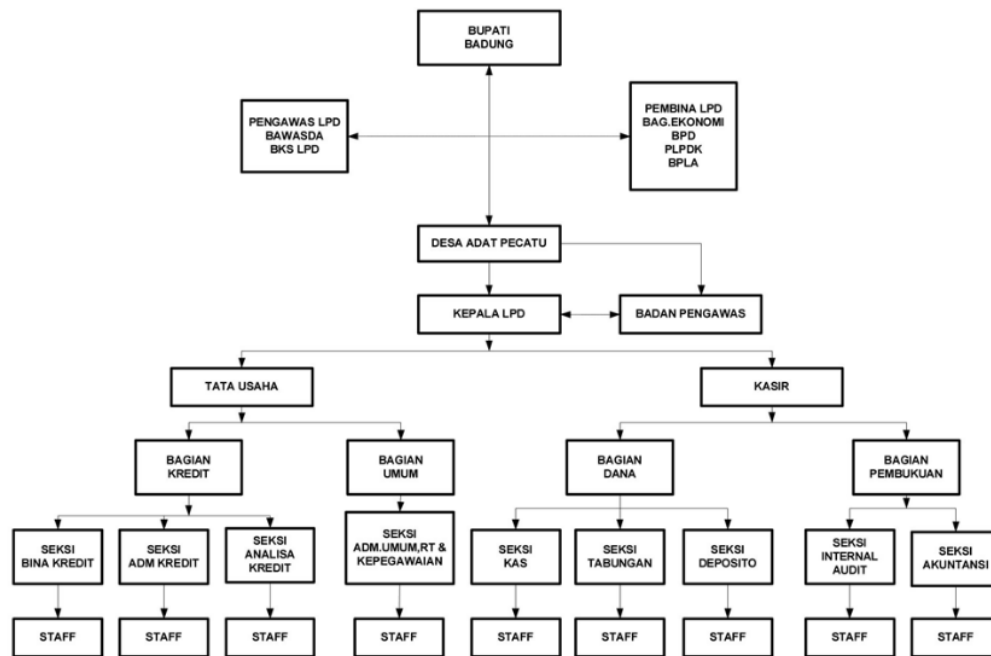 BUPATI
BADUNG
PENGAWAS LPD
BAWASDA
BKS LPD
PEMBINA LPD
BAG.EKONOMI
BPD
PLPDK
BPLA
DESA ADAT PECATU
KEPALA LPD
BADAN PENGAWAS
TATA USAHA
KASIR
BAGIAN
KREDIT
BAGIAN
UMUM
BAGIAN
DANA
BAGIAN
PEMBUKUAN
SEKSI
BINA KREDIT
SEKSI
ADM KREDIT
SEKSI
ANALISA
KREDIT
SEKSI
ADM.UMUM,RT &
KEPEGAWAIAN
SEKSI
KAS
SEKSI
TABUNGAN
SEKSI
DEPOSITO
SEKSI
INTERNAL
AUDIT
SEKSI
AKUNTANSI
STAFF
STAFF
STAFF
STAFF
STAFF
STAFF
STAFF
STAFF
STAFF